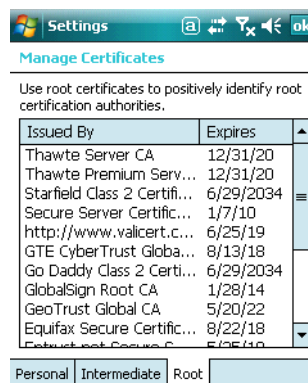 Settings
a
ok
Manage Certificates
Use root certificates to positively identify root
certification authorities.
Issued By Expires
Thawte Server CA 12/31/20
Thawte Premium Serv... 12/31/20
Starfield Class 2 Certifi... 6/29/2034
Secure Server Certific... 1/7/10
http://www.valicert.c... 6/25/19
GTE CyberTrust Globa... 8/13/18
Go Daddy Class 2 Certi... 6/29/2034
GlobalSign Root CA 1/28/14
GeoTrust Global CA 5/20/22
Equifax Secure Certific... 8/22/18
Personal Intermediate Root